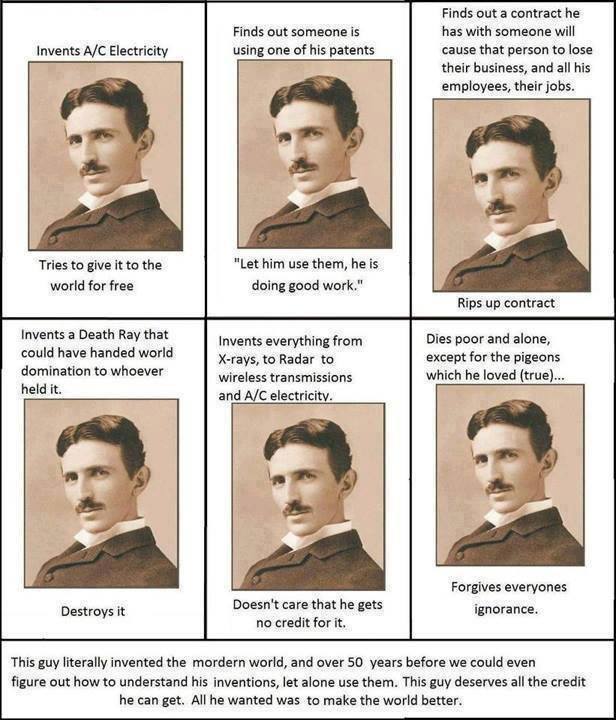 Invents A/C Electricity
Tries to give it to the
world for free
Finds out someone is
using one of his patents
"Let him use them, he is
doing good work."
Finds out a contract he
has with someone will
cause that person to lose
their business, and all his
employees, their jobs.
Rips up contract
Invents a Death Ray that
could have handed world
domination to whoever
held it.
Destroys it
Invents everything from
X-rays, to Radar to
wireless transmissions
and A/C electricity.
Doesn't care that he gets
no credit for it.
Dies poor and alone,
except for the pigeons
which he loved (true)...
Forgives everyones
ignorance.
This guy literally invented the mordern world, and over 50 years before we could even
figure out how to understand his inventions, let alone use them. This guy deserves all the credit
he can get. All he wanted was to make the world better.